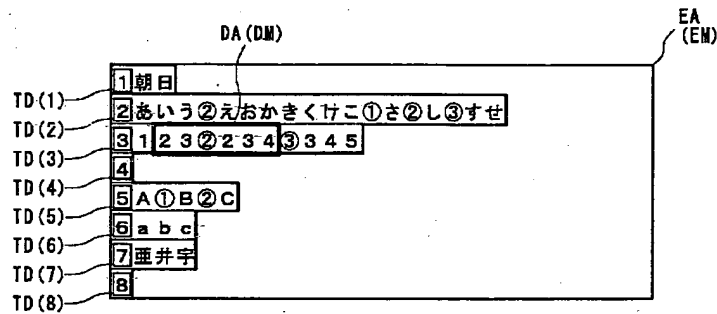 DA(DM)
EA
(EM)
TD(1) 1 朝日
TD(2) 2 あいう②えおかきくけこ①さ②し③すせ
TD(3) 3 1 2 3 ② 2 3 4 ③ 3 4 5
TD(4) 4
TD(5) 5 A①B②C
TD(6) 6 a b c
TD(7) 7 亜井宇
TD(8) 8